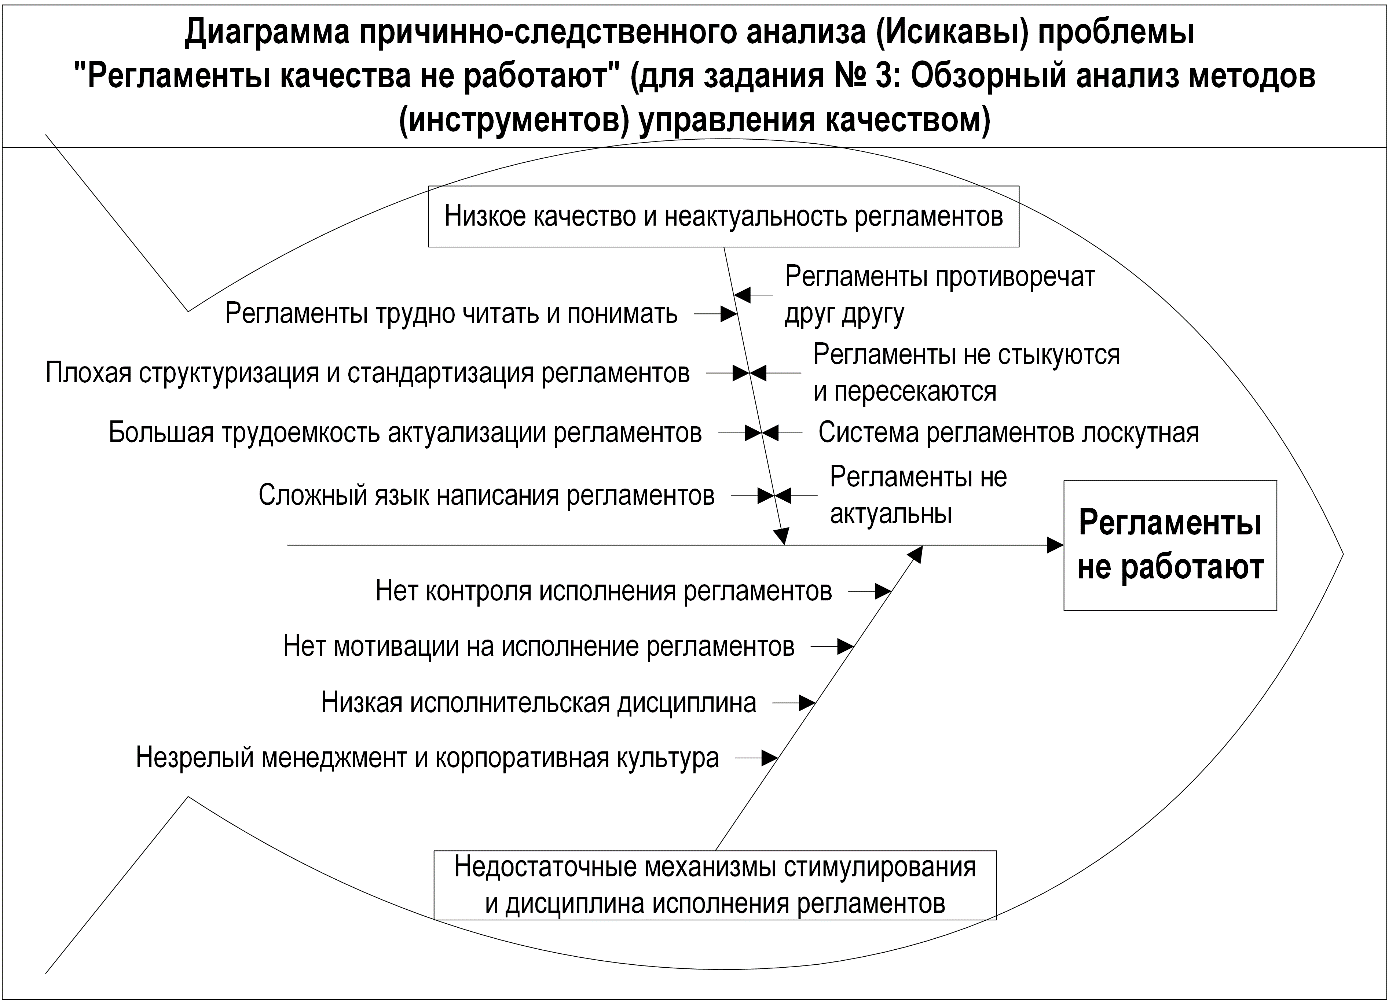 Диаграмма причинно-следственного анализа (Исикавы) проблемы
"Регламенты качества не работают" (для задания № 3: Обзорный анализ методов
(инструментов) управления качеством)
Низкое качество и неактуальность регламентов
Регламенты противоречат
друг другу
Регламенты трудно читать и понимать
Регламенты не стыкуются
и пересекаются
Плохая структуризация и стандартизация регламентов
Большая трудоемкость актуализации регламентов
Система регламентов лоскутная
Регламенты не
актуальны
Сложный язык написания регламентов
Регламенты
не работают
Нет контроля исполнения регламентов
Нет мотивации на исполнение регламентов
Низкая исполнительская дисциплина
Незрелый менеджмент и корпоративная культура
Недостаточные механизмы стимулирования
и дисциплина исполнения регламентов